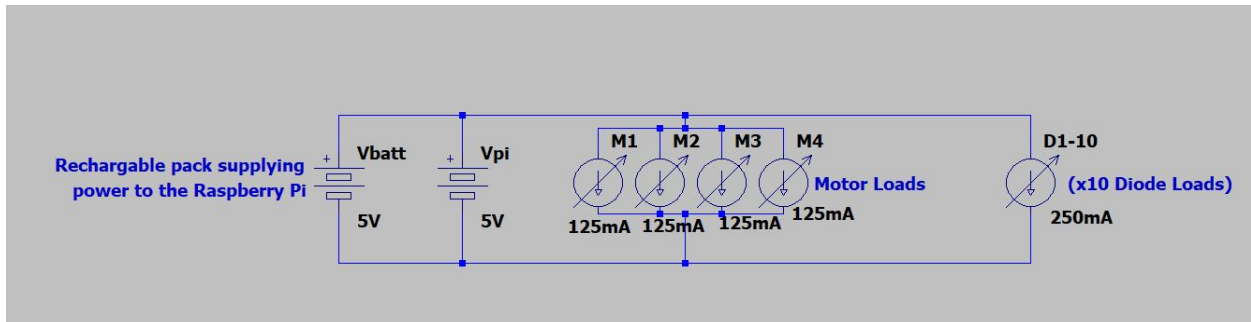 Rechargable pack supplying
power to the Raspberry Pi
+
Vbatt
5V
+
Vpi
5V
M1
M2
M3
M4
125mA
125mA
125mA
125mA
Motor Loads
D1-10
(x10 Diode Loads)
250mA